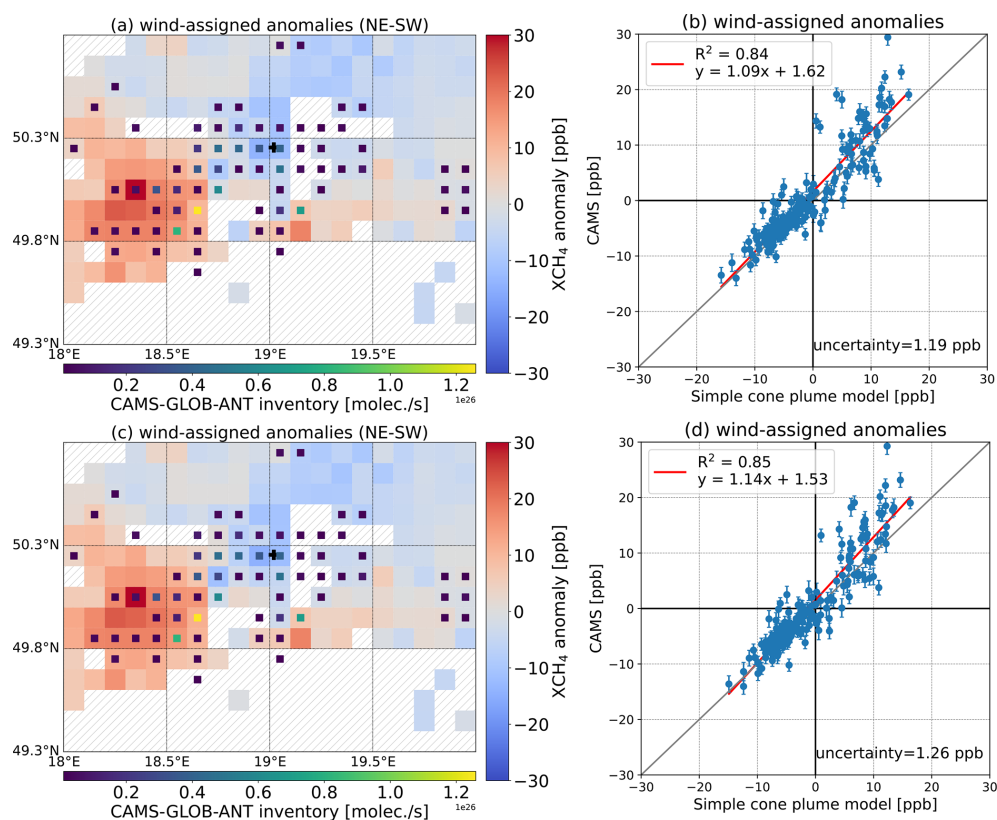 (a) wind-assigned anomalies (NE-SW)
50.3°N
49.8°N
49.3°N
18°E
18.5°E
19°E
19.5°E
30
20
10
0
−10
−20
−30
XCH₄ anomaly [ppb]
0.2
0.4
0.6
0.8
1.0
1.2
1e26
CAMS-GLOB-ANT inventory [molec./s]
(b) wind-assigned anomalies
R² = 0.84
y = 1.09x + 1.62
30
20
10
0
−10
−20
−30
CAMS [ppb]
uncertainty=1.19 ppb
−30
−20
−10
0
10
20
30
Simple cone plume model [ppb]
(c) wind-assigned anomalies (NE-SW)
50.3°N
49.8°N
49.3°N
18°E
18.5°E
19°E
19.5°E
30
20
10
0
−10
−20
−30
XCH₄ anomaly [ppb]
0.2
0.4
0.6
0.8
1.0
1.2
1e26
CAMS-GLOB-ANT inventory [molec./s]
(d) wind-assigned anomalies
R² = 0.85
y = 1.14x + 1.53
30
20
10
0
−10
−20
−30
CAMS [ppb]
uncertainty=1.26 ppb
−30
−20
−10
0
10
20
30
Simple cone plume model [ppb]